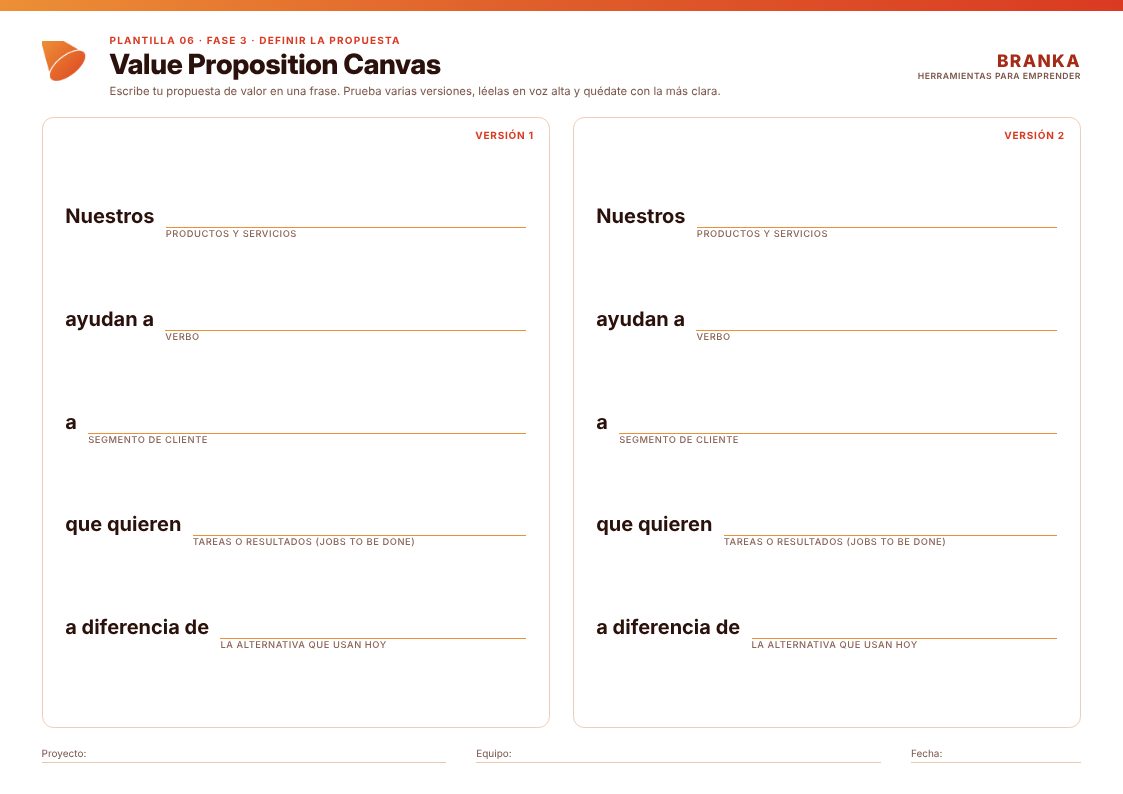 PLANTILLA 06 · FASE 3 · DEFINIR LA PROPUESTA
Value Proposition Canvas
Escribe tu propuesta de valor en una frase. Prueba varias versiones, léelas en voz alta y quédate con la más clara.
BRANKA
HERRAMIENTAS PARA EMPRENDER
VERSIÓN 1
Nuestros
PRODUCTOS Y SERVICIOS
ayudan a
VERBO
a
SEGMENTO DE CLIENTE
que quieren
TAREAS O RESULTADOS (JOBS TO BE DONE)
a diferencia de
LA ALTERNATIVA QUE USAN HOY
VERSIÓN 2
Nuestros
PRODUCTOS Y SERVICIOS
ayudan a
VERBO
a
SEGMENTO DE CLIENTE
que quieren
TAREAS O RESULTADOS (JOBS TO BE DONE)
a diferencia de
LA ALTERNATIVA QUE USAN HOY
Proyecto:
Equipo:
Fecha: